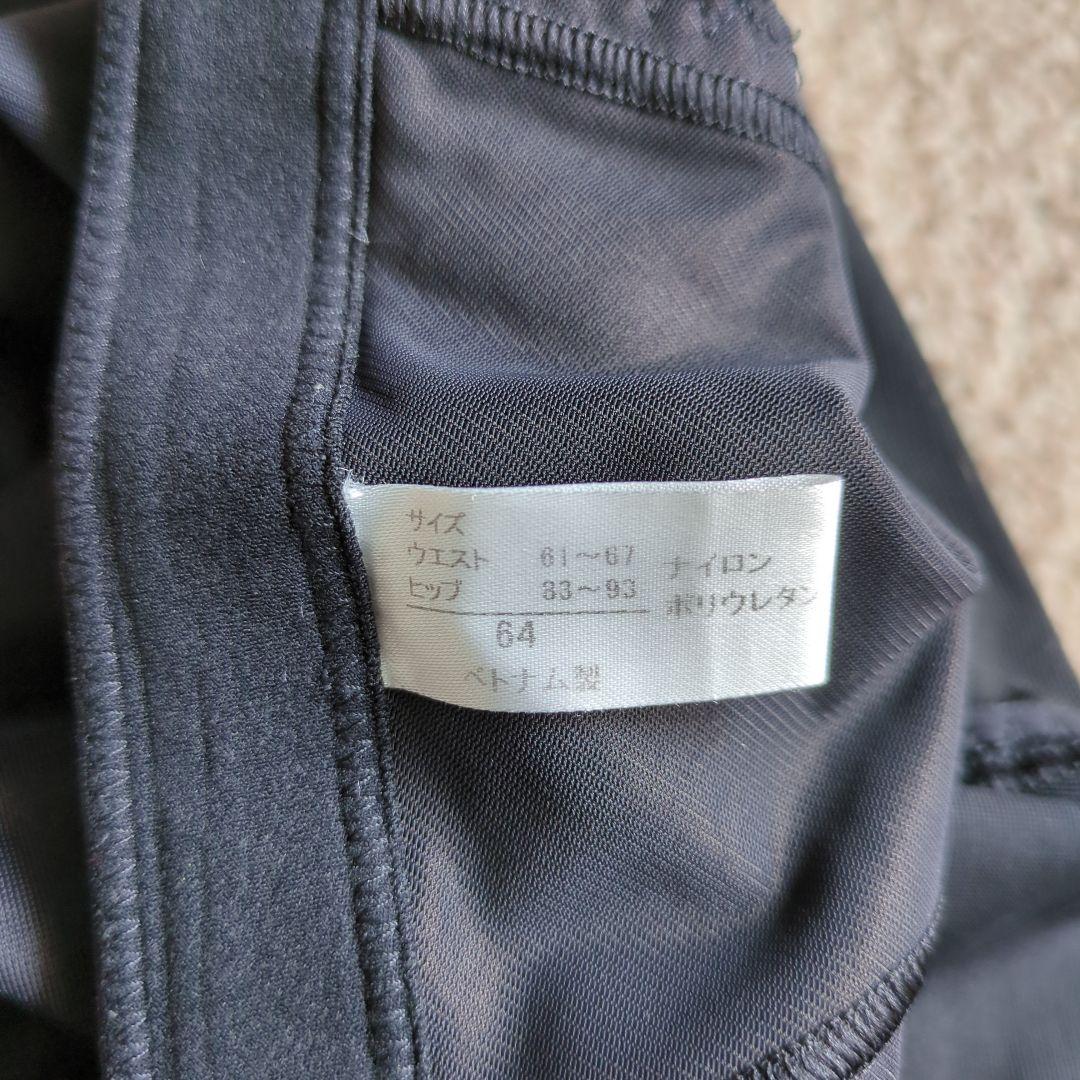 サイズ
ウエスト 61～67
ヒップ 83～93
64
ベトナム製
ナイロン
ポリウレタン